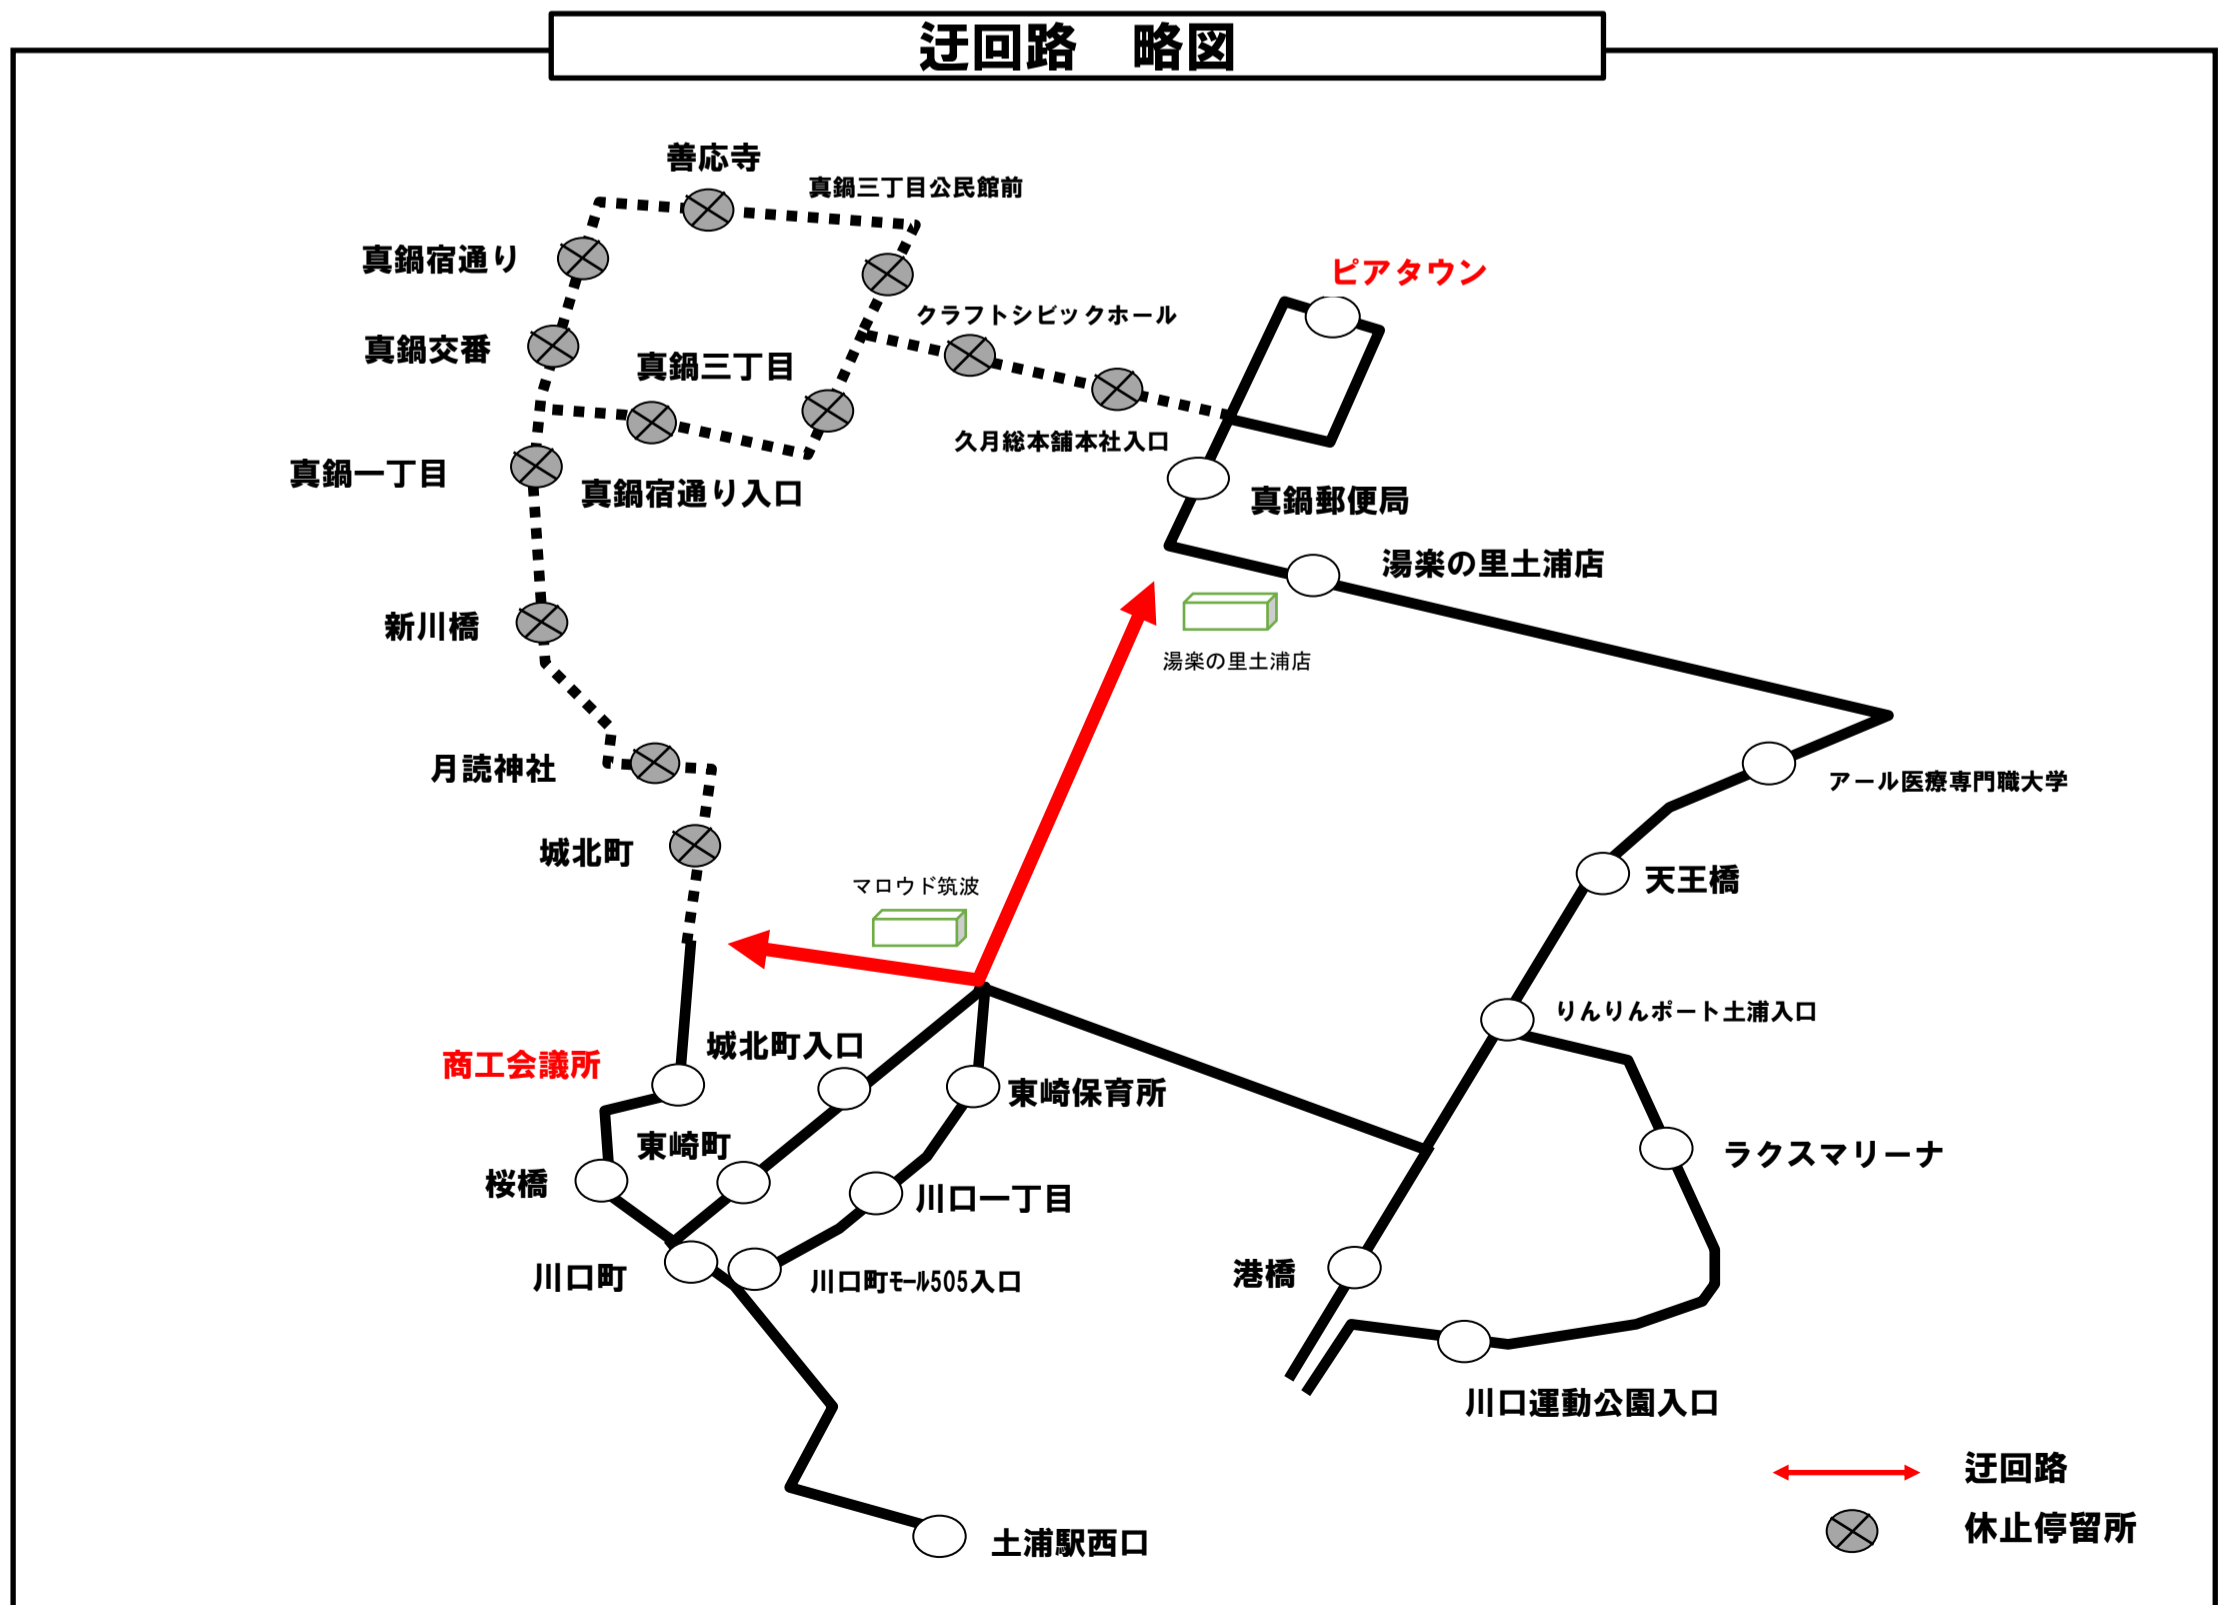 迂回路　略図
善応寺
真鍋三丁目公民館前
真鍋宿通り
ピアタウン
クラフトシビックホール
真鍋交番
真鍋三丁目
久月総本舗本社入口
真鍋一丁目
真鍋宿通り入口
真鍋郵便局
湯楽の里土浦店
新川橋
湯楽の里土浦店
月読神社
アール医療専門職大学
城北町
天王橋
マロウド筑波
りんりんポート土浦入口
城北町入口
商工会議所
東崎保育所
東崎町
ラクスマリーナ
桜橋
川口一丁目
川口町
川口町ﾓｰﾙ505入口
港橋
川口運動公園入口
迂回路
休止停留所
土浦駅西口